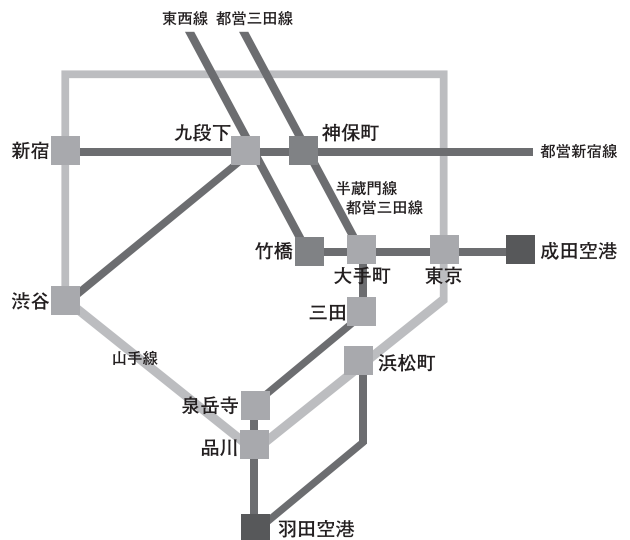 東西線 都営三田線
九段下
神保町
新宿
都営新宿線
半蔵門線
都営三田線
竹橋
成田空港
大手町
東京
渋谷
三田
山手線
浜松町
泉岳寺
品川
羽田空港